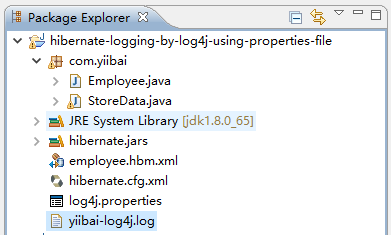 Package Explorer
hibernate-logging-by-log4j-using-properties-file
com.yiibai
Employee.java
StoreData.java
JRE System Library [jdk1.8.0_65]
hibernate.jars
employee.hbm.xml
hibernate.cfg.xml
log4j.properties
yiibai-log4j.log